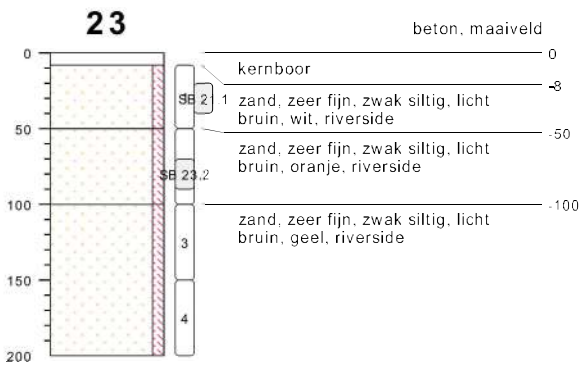 23
beton, maaiveld
0
0
kernboor
-8
SB 21.1
zand, zeer fijn, zwak siltig, licht
bruin, wit, riverside
50
-50
zand, zeer fijn, zwak siltig, licht
bruin, oranje, riverside
SB 23.2
100
-100
zand, zeer fijn, zwak siltig, licht
bruin, geel, riverside
3
150
4
200